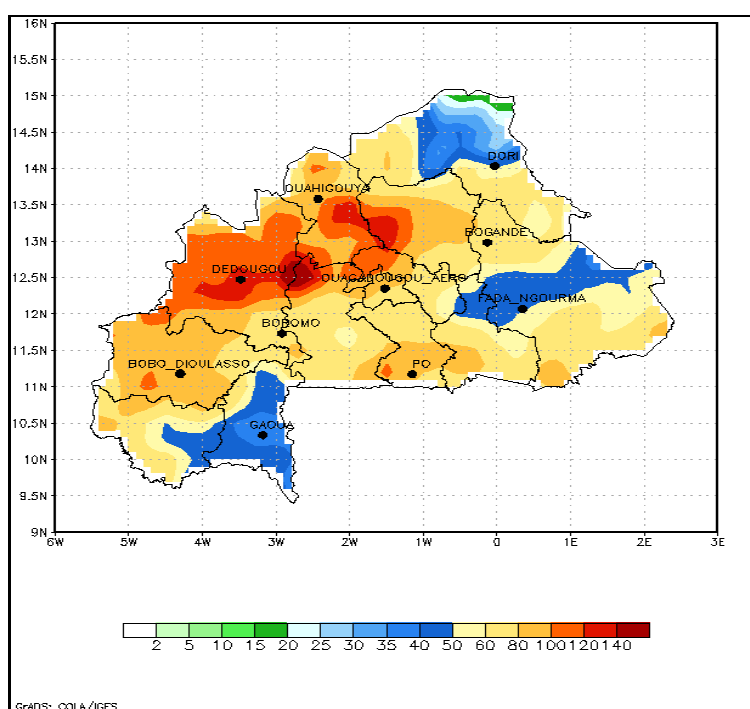 16N
15.5N
15N
14.5N
14N
13.5N
13N
12.5N
12N
11.5N
11N
10.5N
10N
9.5N
9N
6W 5W 4W 3W 2W 1W 0 1E 2E 3E
DORI
OUAHIGOUYA
BOGANDE
DEDOUGOU
OUAGADOUGOU_AERO
FADA_NGOURMA
BOROMO
BOBO_DIOULASSO
PO
GAOUA
2 5 10 15 20 25 30 35 40 50 60 80 100 120 140
GrADS: COLA/IGES